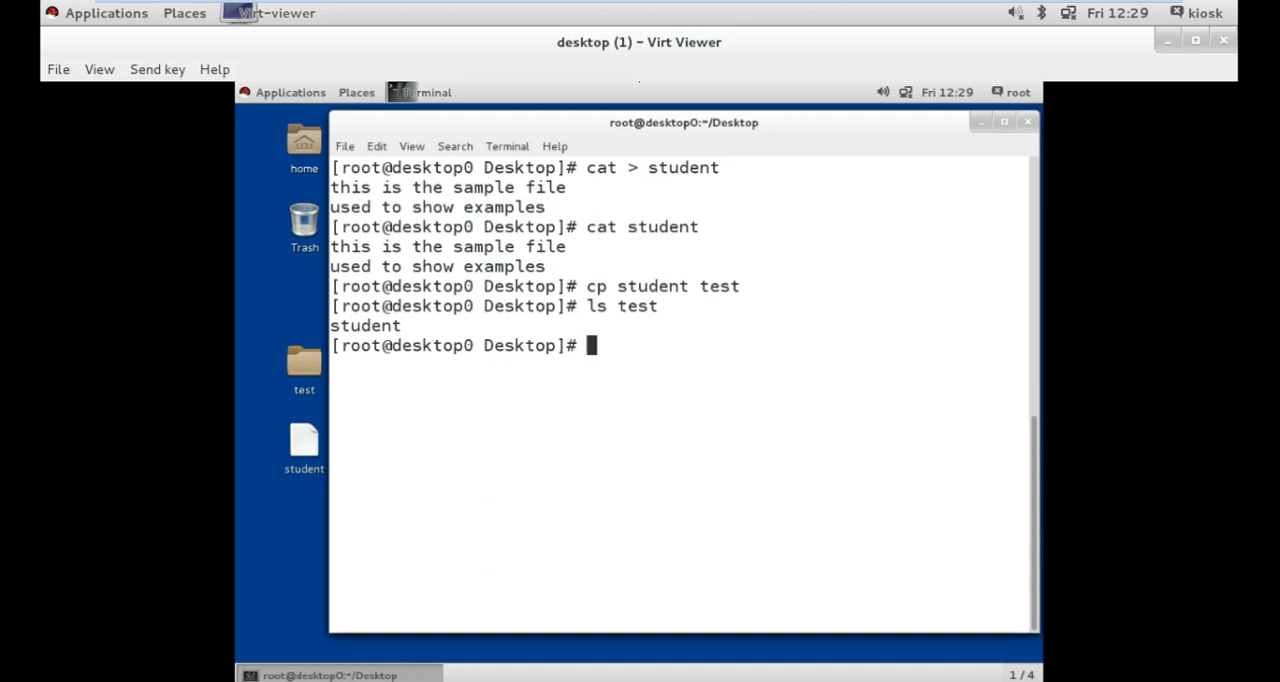 Applications Places Virt-viewer Fri 12:29 kiosk
desktop (1) – Virt Viewer
File View Send key Help
Applications Places Terminal Fri 12:29 root
root@desktop0:~/Desktop
File Edit View Search Terminal Help
home
Trash
test
student
[root@desktop0 Desktop]# cat > student
this is the sample file
used to show examples
[root@desktop0 Desktop]# cat student
this is the sample file
used to show examples
[root@desktop0 Desktop]# cp student test
[root@desktop0 Desktop]# ls test
student
[root@desktop0 Desktop]#
root@desktop0:~/Desktop 1 / 4